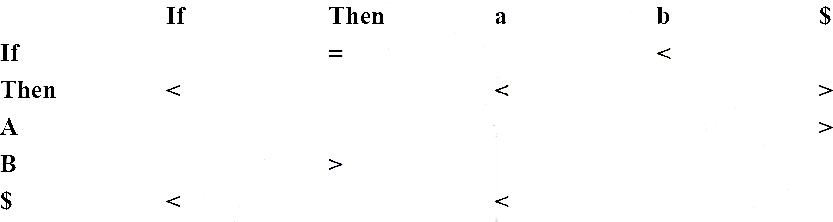 If Then a b $
If = <
Then < < >
A >
B >
$ < <